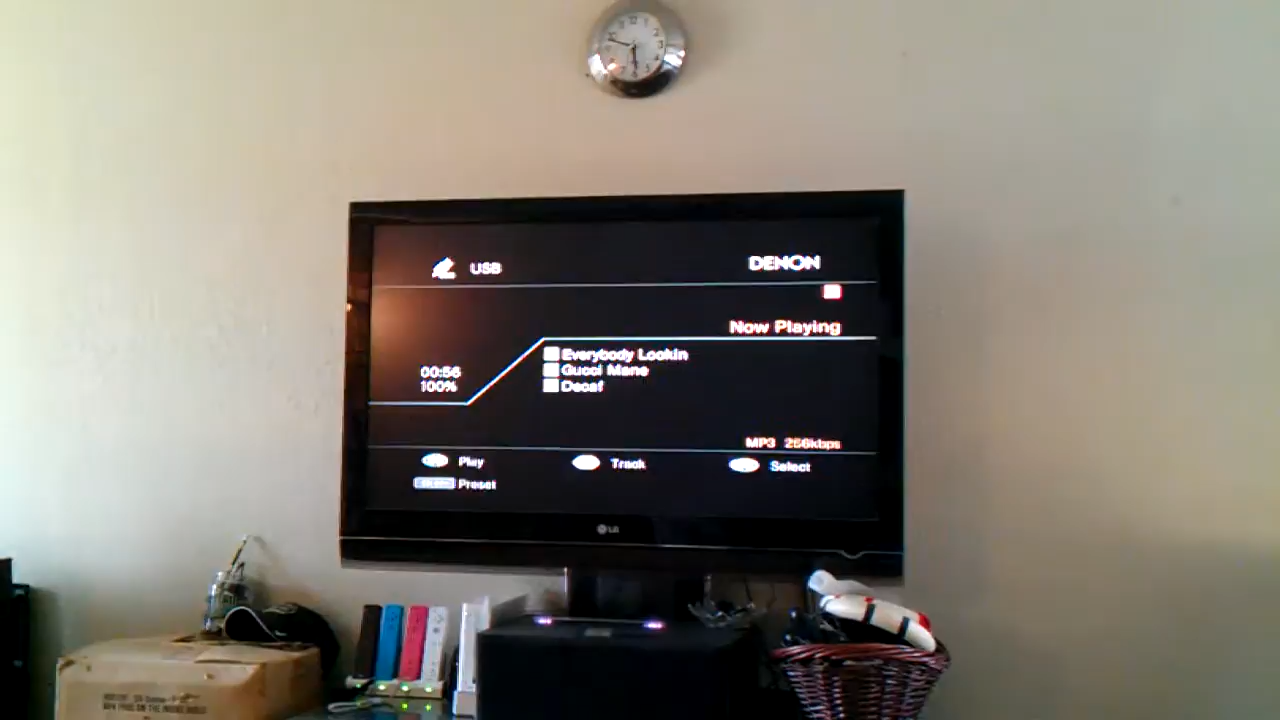 USB
DENON
Now Playing
Everybody Lookin
00:56
Gucci Mane
100%
Decaf
MP3 256kbps
Play
Track
Select
Preset
LG